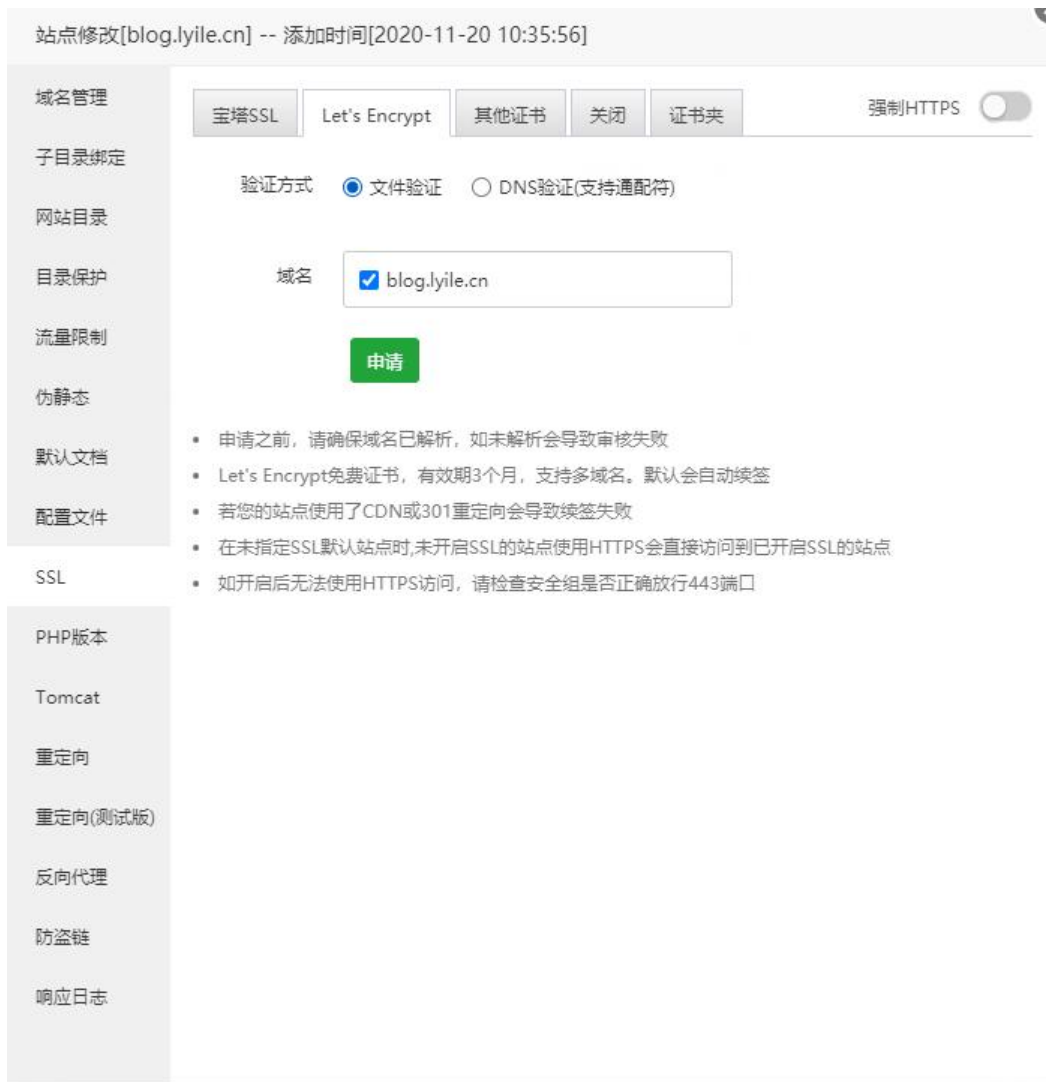 站点修改[blog.lyile.cn] -- 添加时间[2020-11-20 10:35:56]
域名管理
子目录绑定
网站目录
目录保护
流量限制
伪静态
默认文档
配置文件
SSL
PHP版本
Tomcat
重定向
重定向(测试版)
反向代理
防盗链
响应日志
宝塔SSL Let's Encrypt 其他证书 关闭 证书夹 强制HTTPS
验证方式 文件验证 DNS验证(支持通配符)
域名 blog.lyile.cn
申请
• 申请之前，请确保域名已解析，如未解析会导致审核失败
• Let's Encrypt免费证书，有效期3个月，支持多域名。默认会自动续签
• 若您的站点使用了CDN或301重定向会导致续签失败
• 在未指定SSL默认站点时,未开启SSL的站点使用HTTPS会直接访问到已开启SSL的站点
• 如开启后无法使用HTTPS访问，请检查安全组是否正确放行443端口